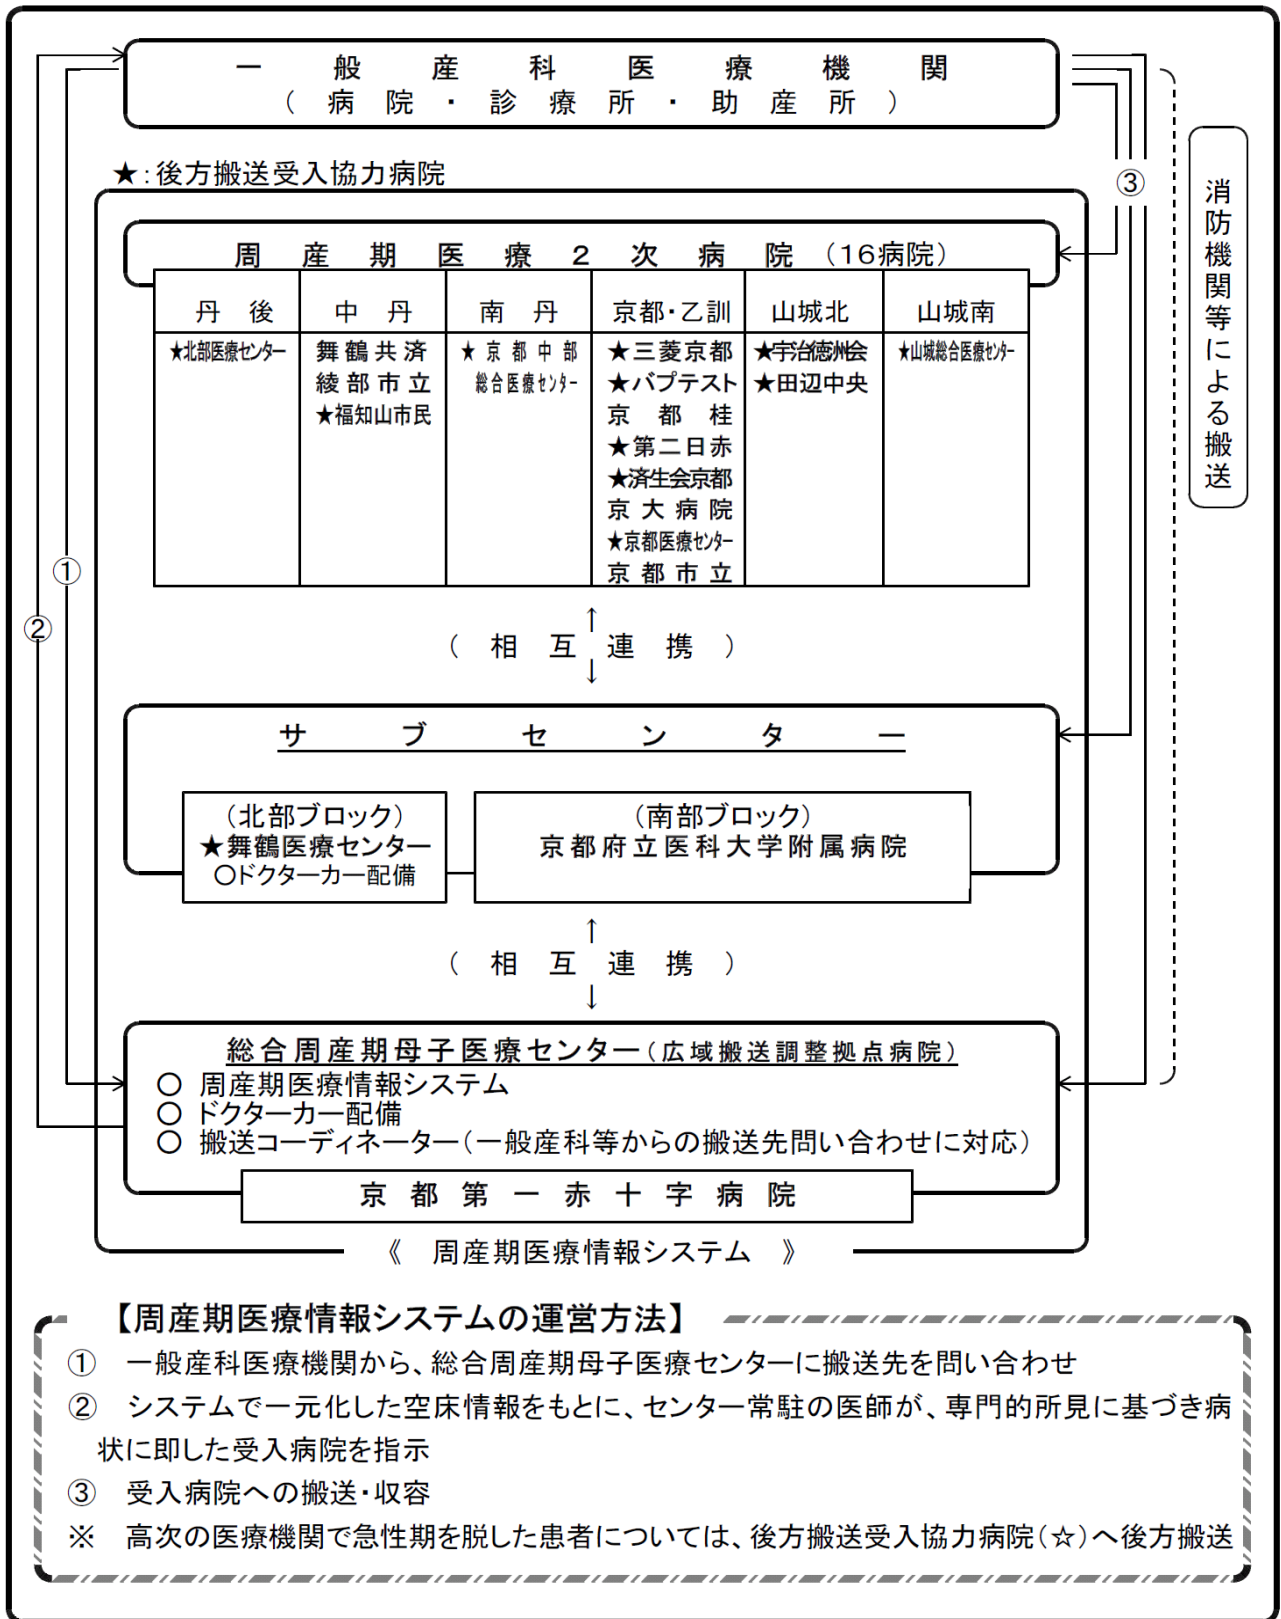 一般産科医療機関
（病院・診療所・助産所）
★：後方搬送受入協力病院
③
消防機関等による搬送
周産期医療２次病院（16病院）
丹後
中丹
南丹
京都・乙訓
山城北
山城南
★北部医療センター
舞鶴共済
綾部市立
★福知山市民
★京都中部
総合医療センター
★三菱京都
★バプテスト
京都桂
★第二日赤
★済生会京都
京大病院
★京都医療センター
京都市立
★宇治徳洲会
★田辺中央
★山城総合医療センター
①
②
↑
（相互連携）
↓
サブセンター
（北部ブロック）
★舞鶴医療センター
○ドクターカー配備
（南部ブロック）
京都府立医科大学附属病院
↑
（相互連携）
↓
総合周産期母子医療センター（広域搬送調整拠点病院）
○ 周産期医療情報システム
○ ドクターカー配備
○ 搬送コーディネーター（一般産科等からの搬送先問い合わせに対応）
京都第一赤十字病院
《 周産期医療情報システム 》
【周産期医療情報システムの運営方法】
① 一般産科医療機関から、総合周産期母子医療センターに搬送先を問い合わせ
② システムで一元化した空床情報をもとに、センター常駐の医師が、専門的所見に基づき病
状に即した受入病院を指示
③ 受入病院への搬送・収容
※ 高次の医療機関で急性期を脱した患者については、後方搬送受入協力病院（☆）へ後方搬送